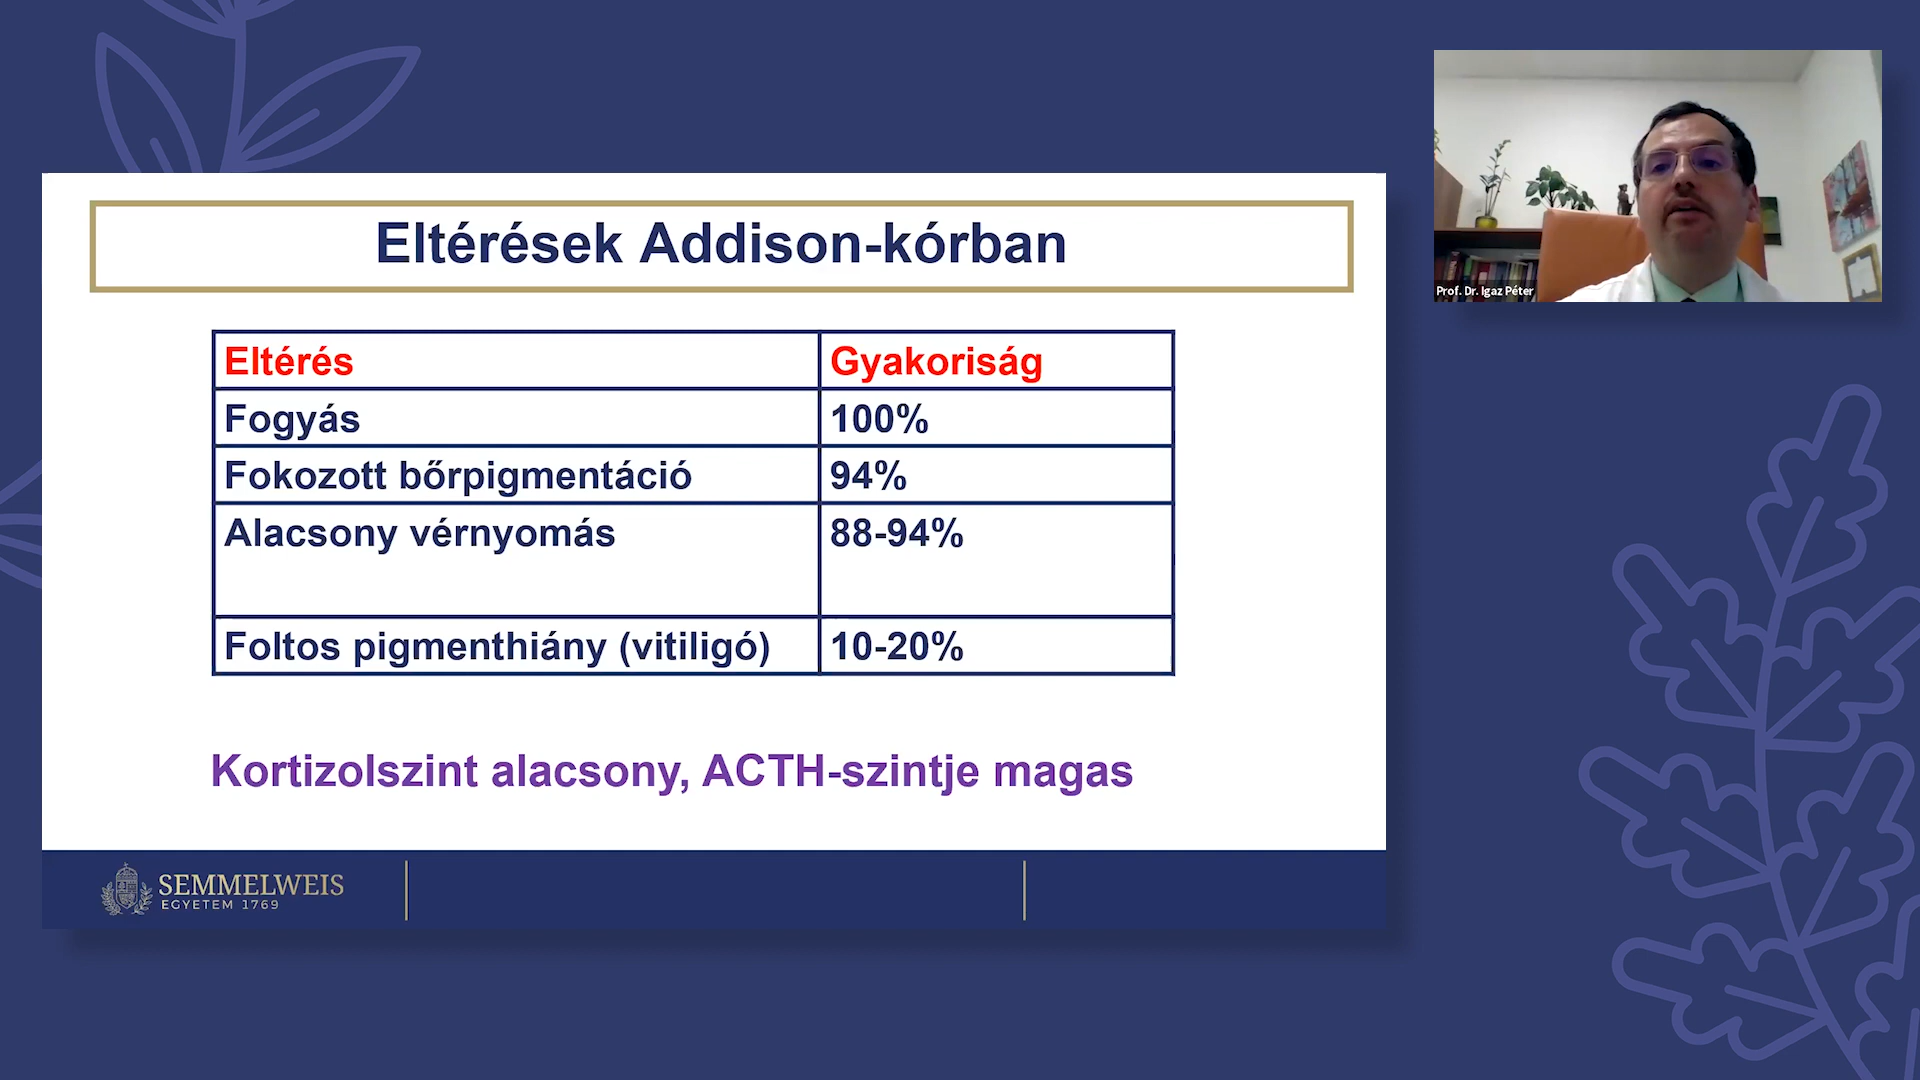 Eltérések Addison-kórban
Eltérés Gyakoriság
Fogyás 100%
Fokozott bőrpigmentáció 94%
Alacsony vérnyomás 88-94%
Foltos pigmenthiány (vitiligó) 10-20%
Kortizolszint alacsony, ACTH-szintje magas
SEMMELWEIS
EGYETEM 1769
Prof. Dr. Igaz Péter